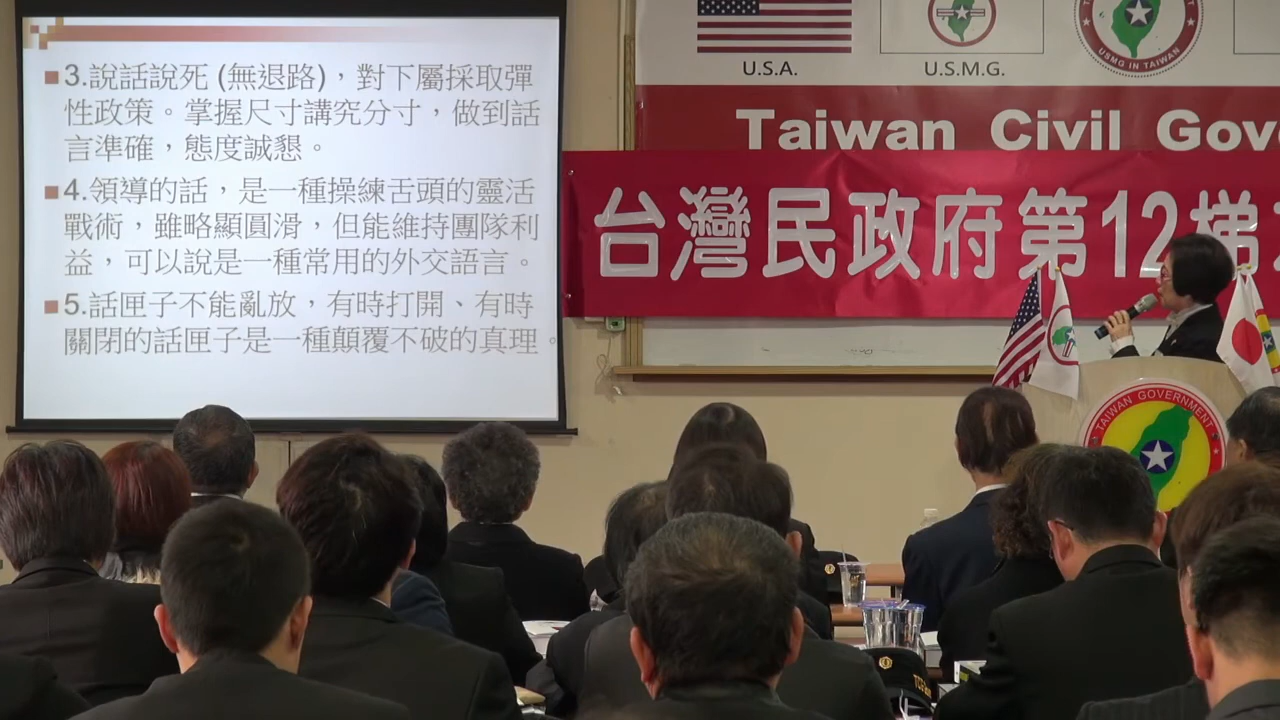 3.說話說死 (無退路)，對下屬採取彈
性政策。掌握尺寸講究分寸，做到話
言準確，態度誠懇。
4.領導的話，是一種操練舌頭的靈活
戰術，雖略顯圓滑，但能維持團隊利
益，可以說是一種常用的外交語言。
5.話匣子不能亂放，有時打開、有時
關閉的話匣子是一種顛覆不破的真理。
U.S.A.
U.S.M.G.
USMG IN TAIWAN
Taiwan Civil Gov
台灣民政府第12梯
TAIWAN GOVERNMENT